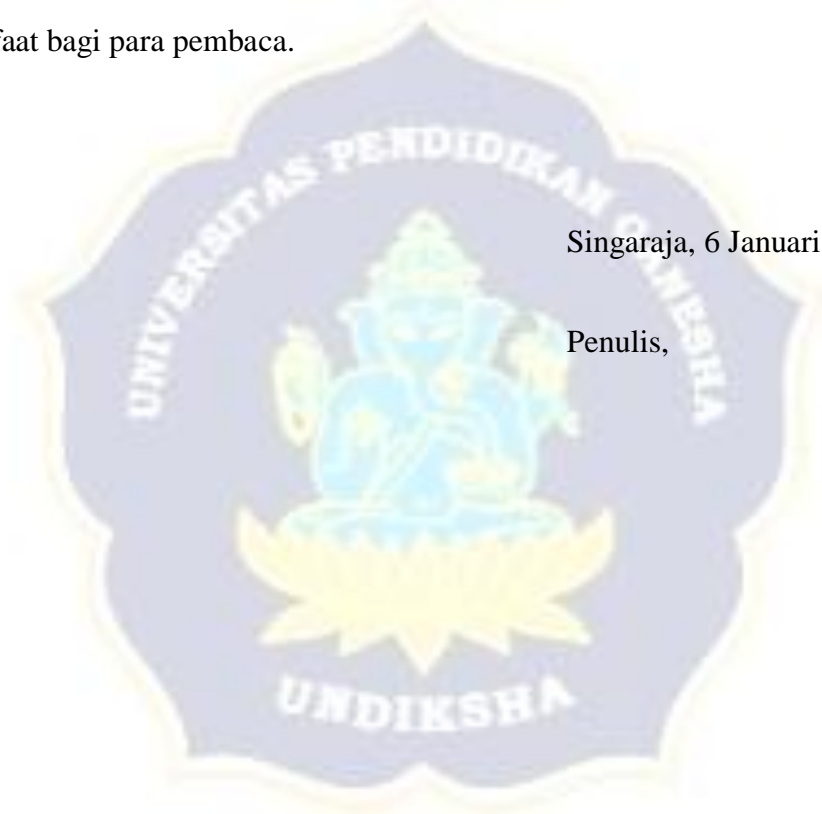 faat bagi para pembaca.
UNIVERSITAS PENDIDIKAN GANESHA
Singaraja, 6 Januari
Penulis,
UNDIKSHA